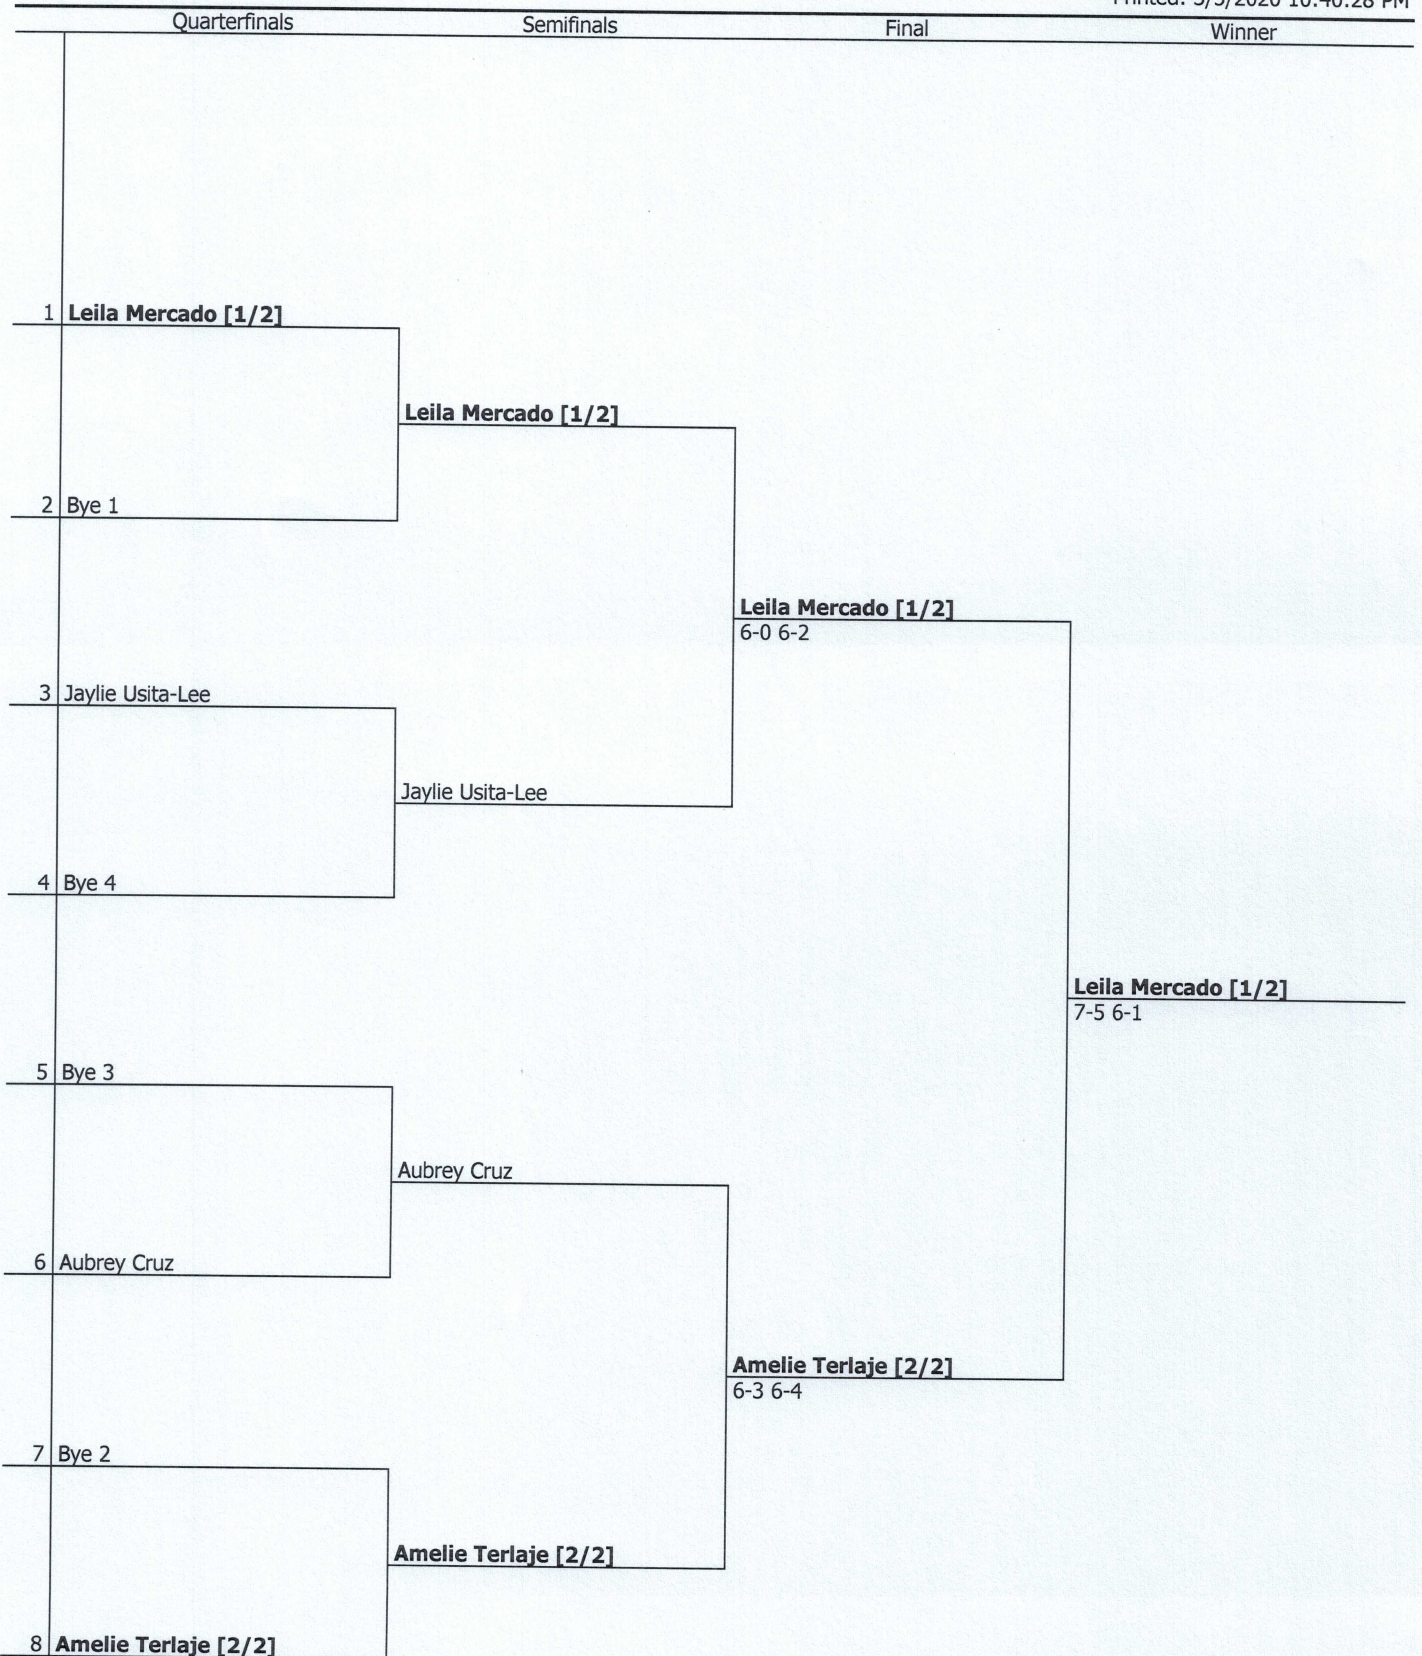 Quarterfinals Semifinals Final Winner
1 Leila Mercado [1/2]
Leila Mercado [1/2]
2 Bye 1
Leila Mercado [1/2]
6-0 6-2
3 Jaylie Usita-Lee
Jaylie Usita-Lee
4 Bye 4
Leila Mercado [1/2]
7-5 6-1
5 Bye 3
Aubrey Cruz
6 Aubrey Cruz
Amelie Terlaje [2/2]
6-3 6-4
7 Bye 2
Amelie Terlaje [2/2]
8 Amelie Terlaje [2/2]